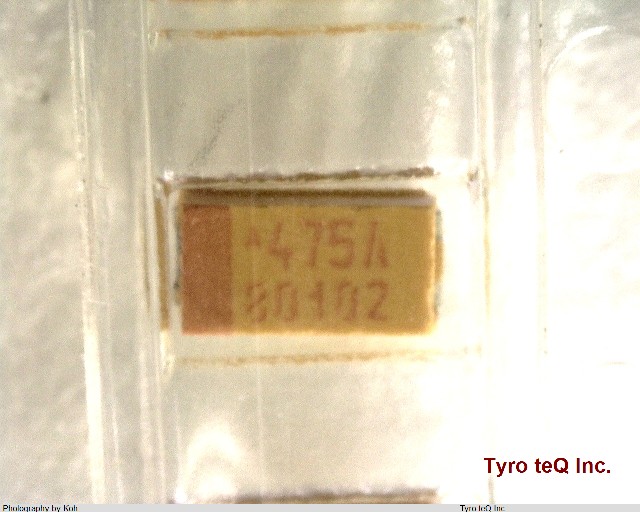 475A
80102
Tyro teQ Inc.
Photography by Koh
Tyro teQ Inc